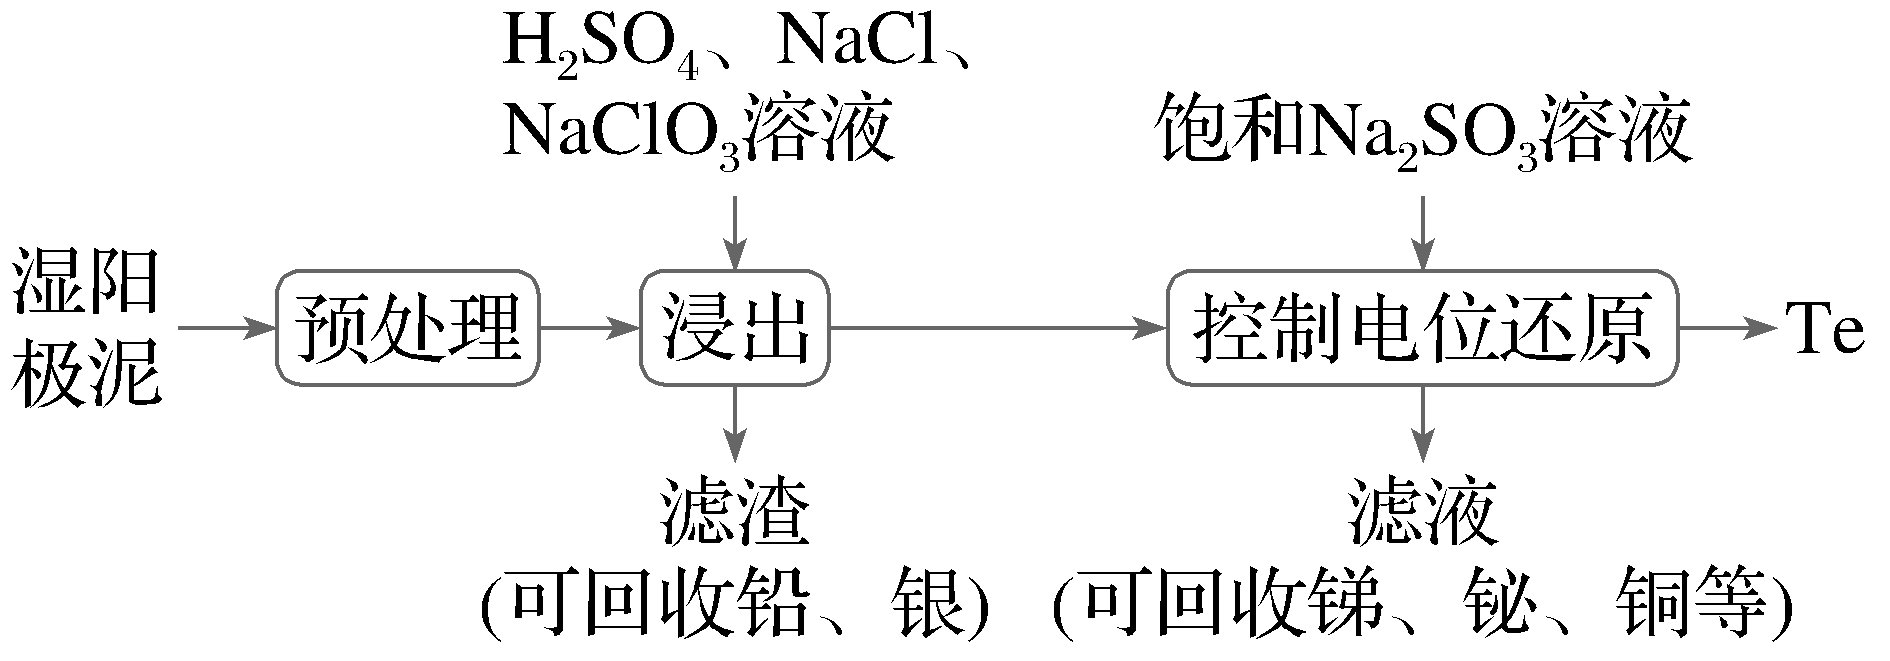 H₂SO₄、NaCl、
NaClO₃溶液
饱和Na₂SO₃溶液
湿阳
极泥
预处理
浸出
控制电位还原
Te
滤渣
(可回收铅、银)
滤液
(可回收锑、铋、铜等)